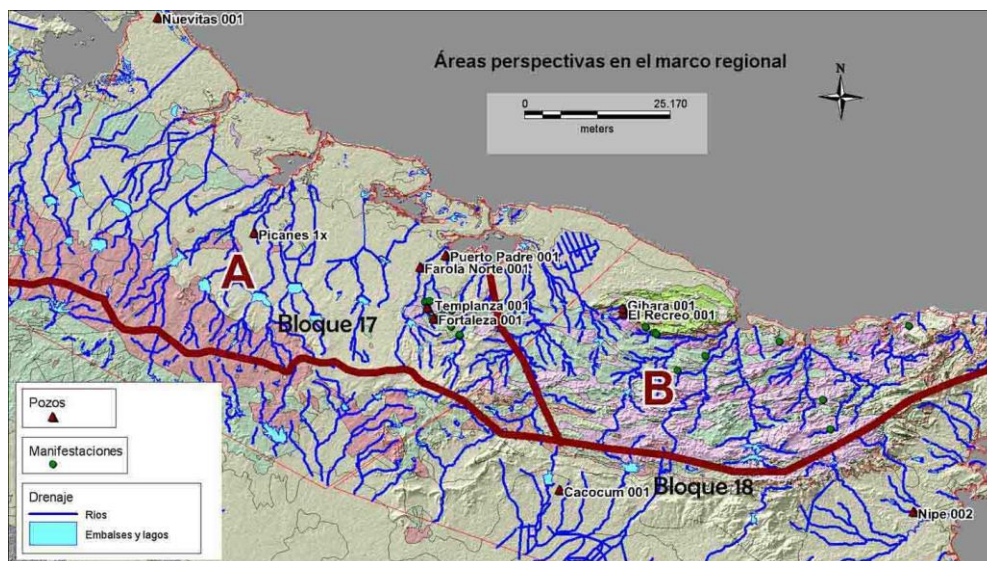 Nuevitas 001
Áreas perspectivas en el marco regional
N
0 25.170
meters
Picanes 1x
Puerto Padre 001
Farola Norte 001
A
Templanza 001
Gibara 001
Fortaleza 001
El Recreo 001
Bloque 17
B
Pozos
Manifestaciones
Drenaje
Rios
Embalses y lagos
Cacocum 001
Bloque 18
Nipe 002